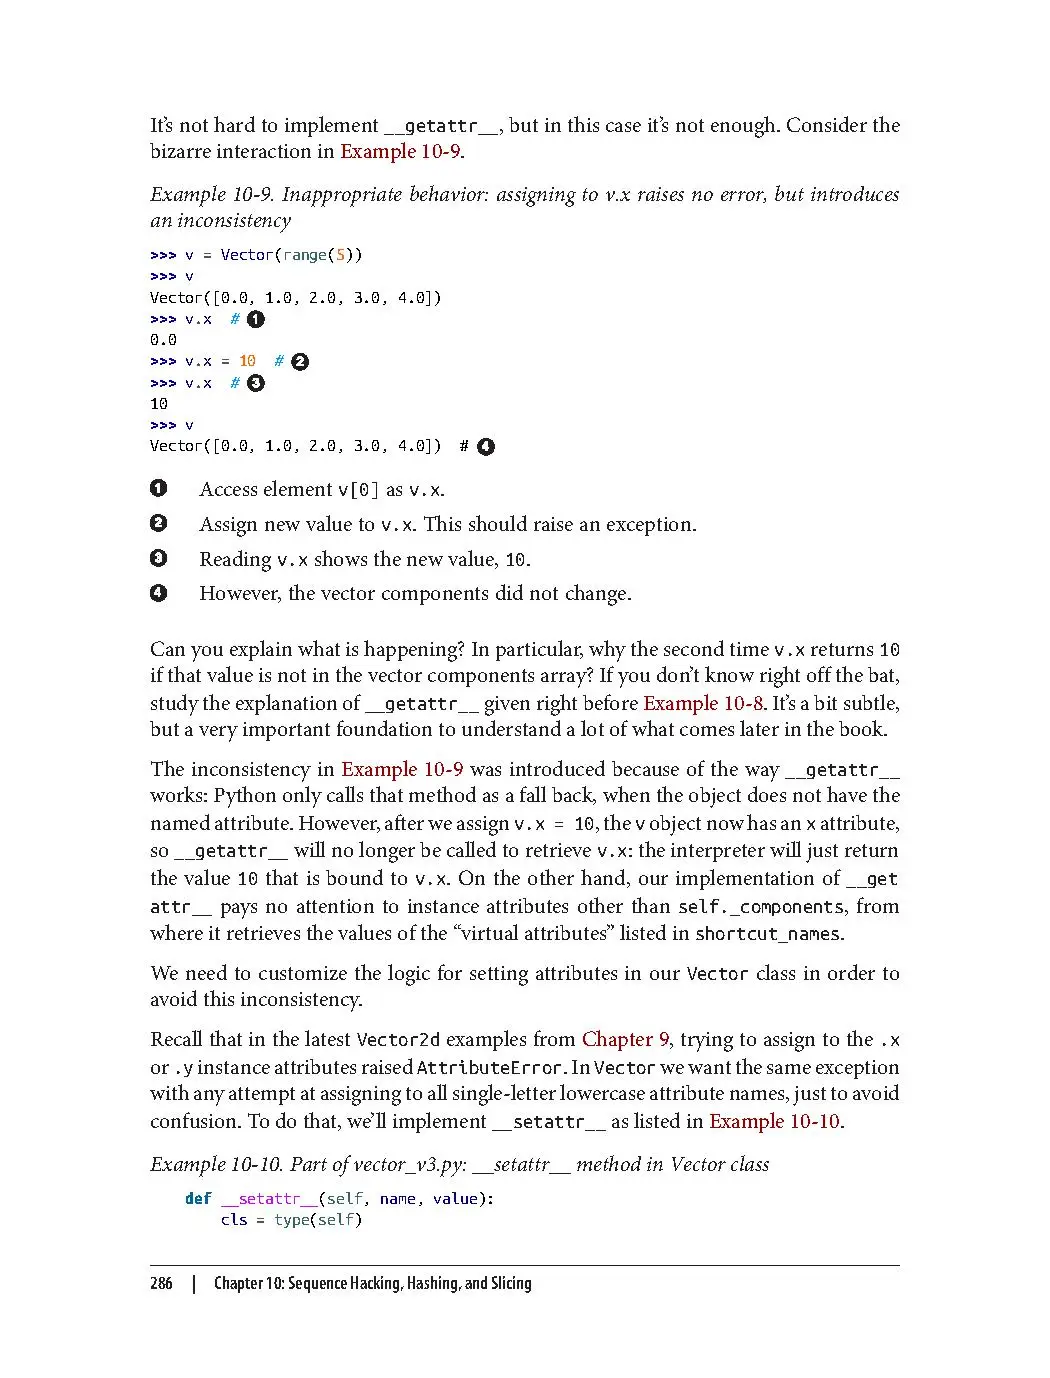 It’s not hard to implement __getattr__, but in this case it’s not enough. Consider the
bizarre interaction in Example 10-9.
Example 10-9. Inappropriate behavior: assigning to v.x raises no error, but introduces
an inconsistency
>>> v = Vector(range(5))
>>> v
Vector([0.0, 1.0, 2.0, 3.0, 4.0])
>>> v.x  # ❶
0.0
>>> v.x = 10  # ❷
>>> v.x  # ❸
10
>>> v
Vector([0.0, 1.0, 2.0, 3.0, 4.0])  # ❹
❶ Access element v[0] as v.x.
❷ Assign new value to v.x. This should raise an exception.
❸ Reading v.x shows the new value, 10.
❹ However, the vector components did not change.
Can you explain what is happening? In particular, why the second time v.x returns 10
if that value is not in the vector components array? If you don’t know right off the bat,
study the explanation of __getattr__ given right before Example 10-8. It’s a bit subtle,
but a very important foundation to understand a lot of what comes later in the book.
The inconsistency in Example 10-9 was introduced because of the way __getattr__
works: Python only calls that method as a fall back, when the object does not have the
named attribute. However, after we assign v.x = 10, the v object now has an x attribute,
so __getattr__ will no longer be called to retrieve v.x: the interpreter will just return
the value 10 that is bound to v.x. On the other hand, our implementation of __get
attr__ pays no attention to instance attributes other than self._components, from
where it retrieves the values of the “virtual attributes” listed in shortcut_names.
We need to customize the logic for setting attributes in our Vector class in order to
avoid this inconsistency.
Recall that in the latest Vector2d examples from Chapter 9, trying to assign to the .x
or .y instance attributes raised AttributeError. In Vector we want the same exception
with any attempt at assigning to all single-letter lowercase attribute names, just to avoid
confusion. To do that, we’ll implement __setattr__ as listed in Example 10-10.
Example 10-10. Part of vector_v3.py: __setattr__ method in Vector class
def __setattr__(self, name, value):
    cls = type(self)
286 | Chapter 10: Sequence Hacking, Hashing, and Slicing